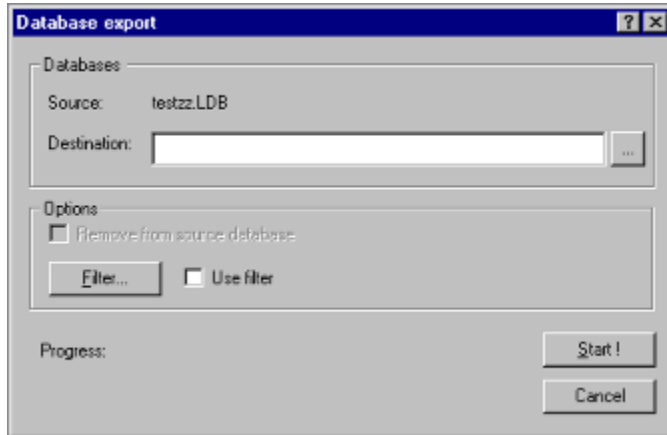 Database export
Databases
Source: testzz.LDB
Destination: ...
Options
Remove from source database
Filter... Use filter
Progress: Start !
Cancel